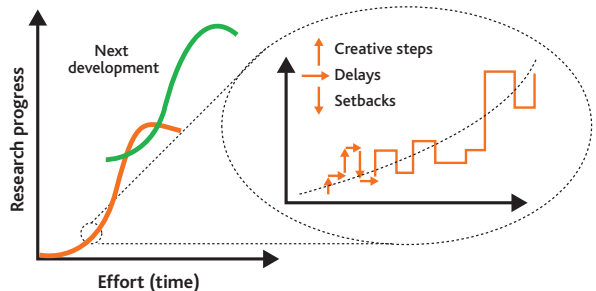 Next
development
Research progress
Effort (time)
Creative steps
Delays
Setbacks